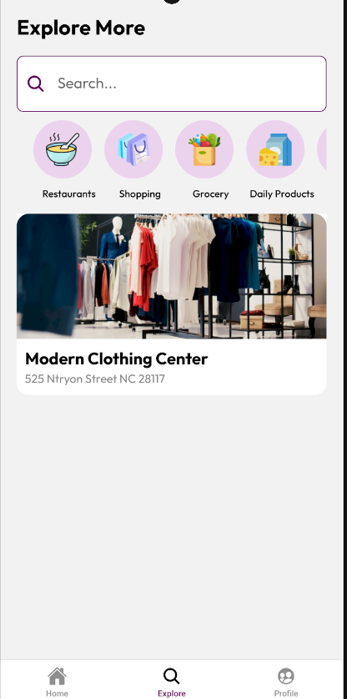 Explore More
Search...
Restaurants Shopping Grocery Daily Products
Modern Clothing Center
525 Ntryon Street NC 28117
Home Explore Profile